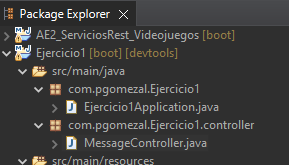 Package Explorer
AE2_ServiciosRest_Videojuegos [boot]
Ejercicio1 [boot] [devtools]
src/main/java
com.pgomezal.Ejercicio1
Ejercicio1Application.java
com.pgomezal.Ejercicio1.controller
MessageController.java
src/main/resources